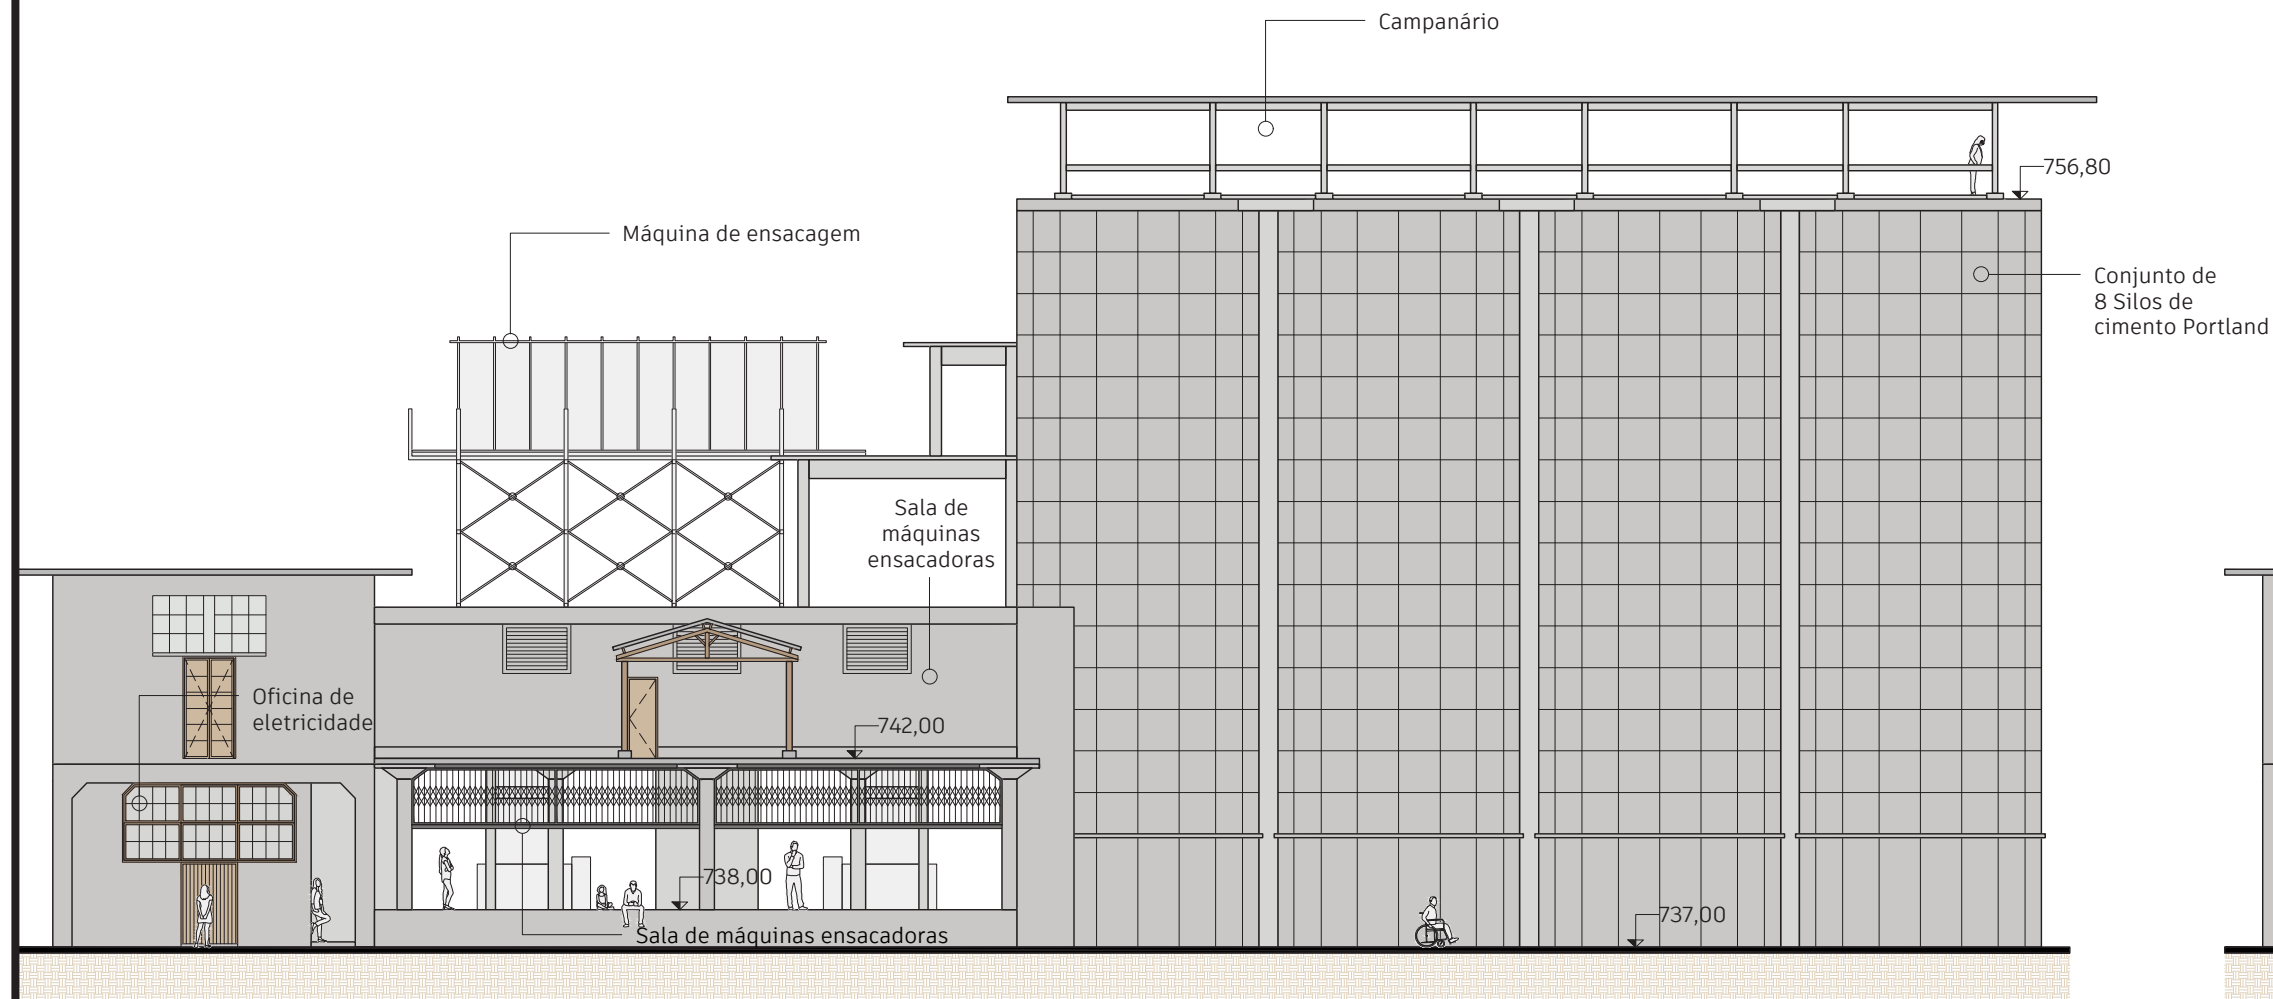 Campanário
756,80
Máquina de ensacagem
Conjunto de
8 Silos de
cimento Portland
Sala de
máquinas
ensacadoras
Oficina de
eletricidade
742,00
738,00
737,00
Sala de máquinas ensacadoras